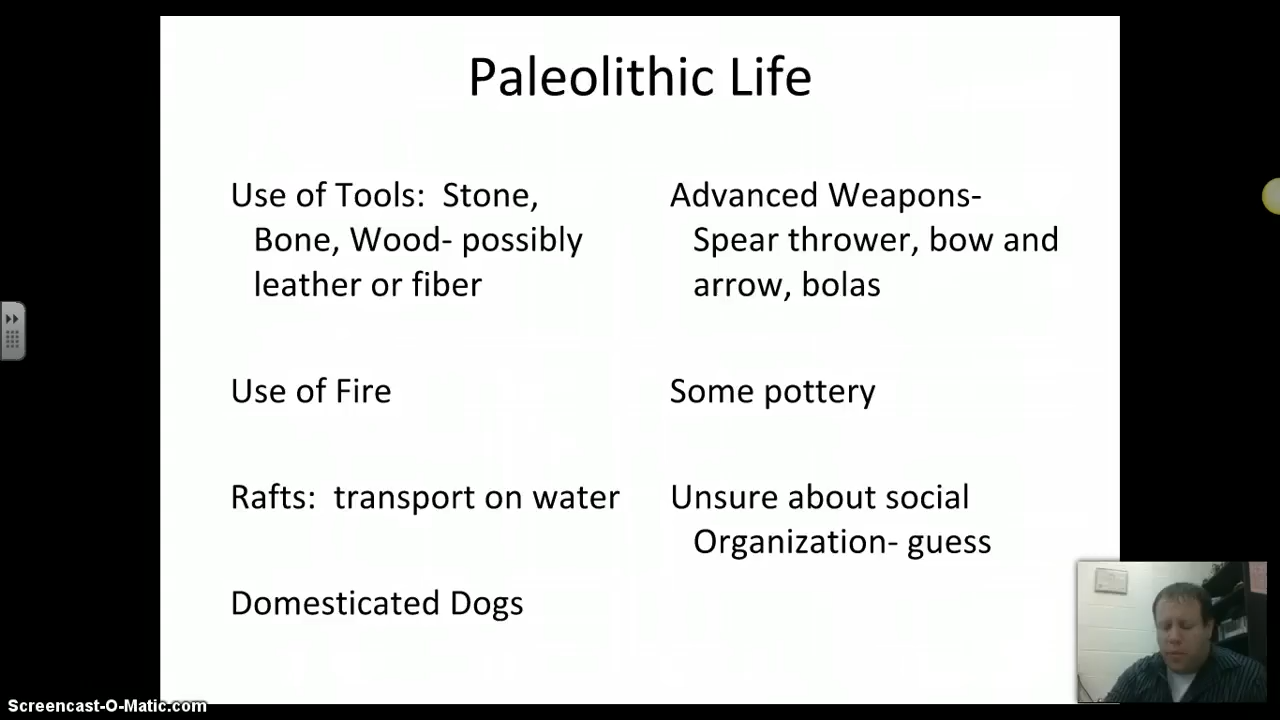 Paleolithic Life
Use of Tools:  Stone,
Bone, Wood- possibly
leather or fiber
Use of Fire
Rafts:  transport on water
Domesticated Dogs
Advanced Weapons-
Spear thrower, bow and
arrow, bolas
Some pottery
Unsure about social
Organization- guess
Screencast-O-Matic.com